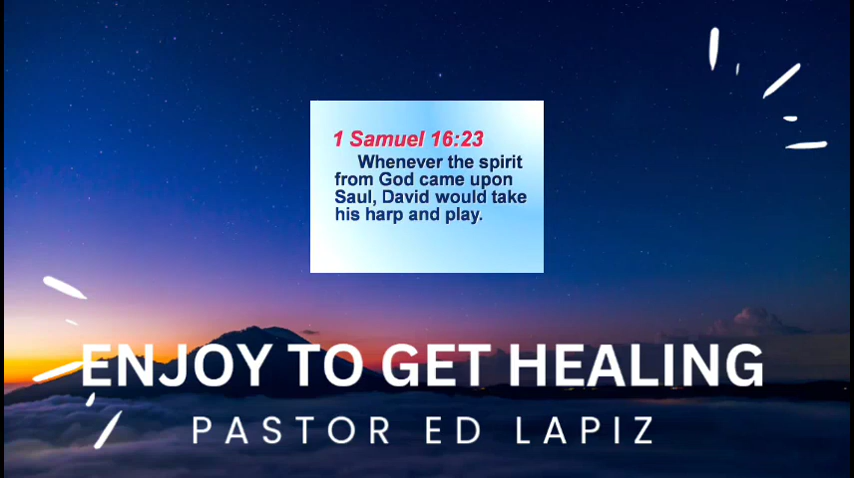 1 Samuel 16:23
Whenever the spirit
from God came upon
Saul, David would take
his harp and play.
ENJOY TO GET HEALING
PASTOR ED LAPIZ